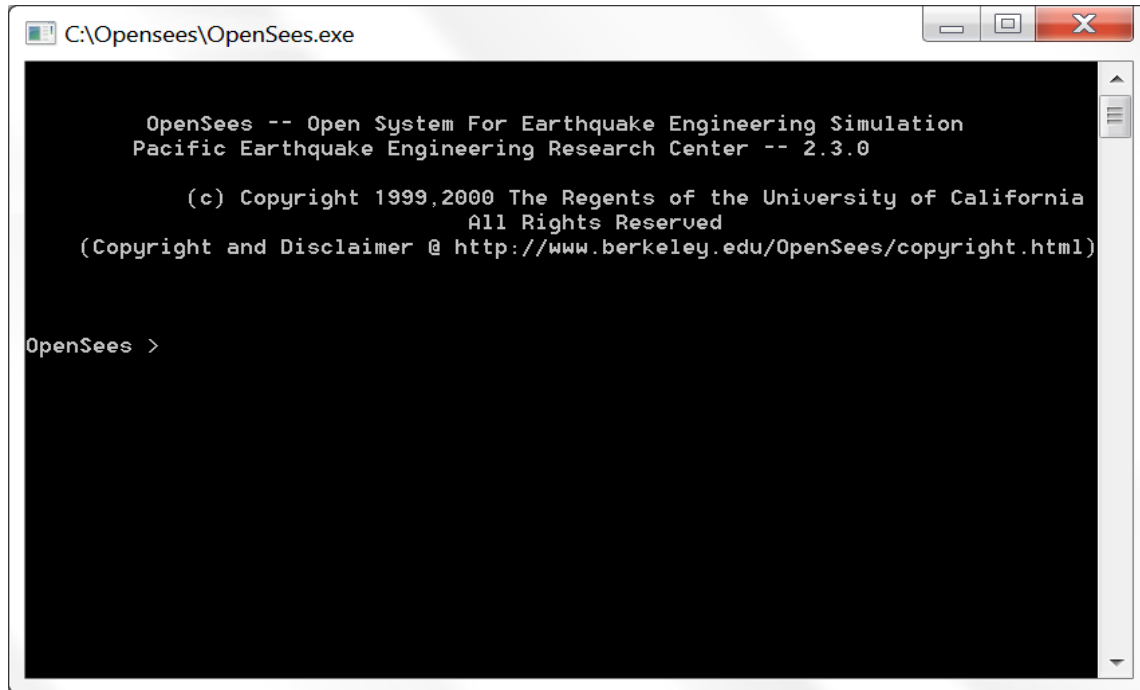 C:\Opensees\OpenSees.exe
OpenSees -- Open System For Earthquake Engineering Simulation
Pacific Earthquake Engineering Research Center -- 2.3.0
(c) Copyright 1999,2000 The Regents of the University of California
All Rights Reserved
(Copyright and Disclaimer @ http://www.berkeley.edu/OpenSees/copyright.html)
OpenSees >